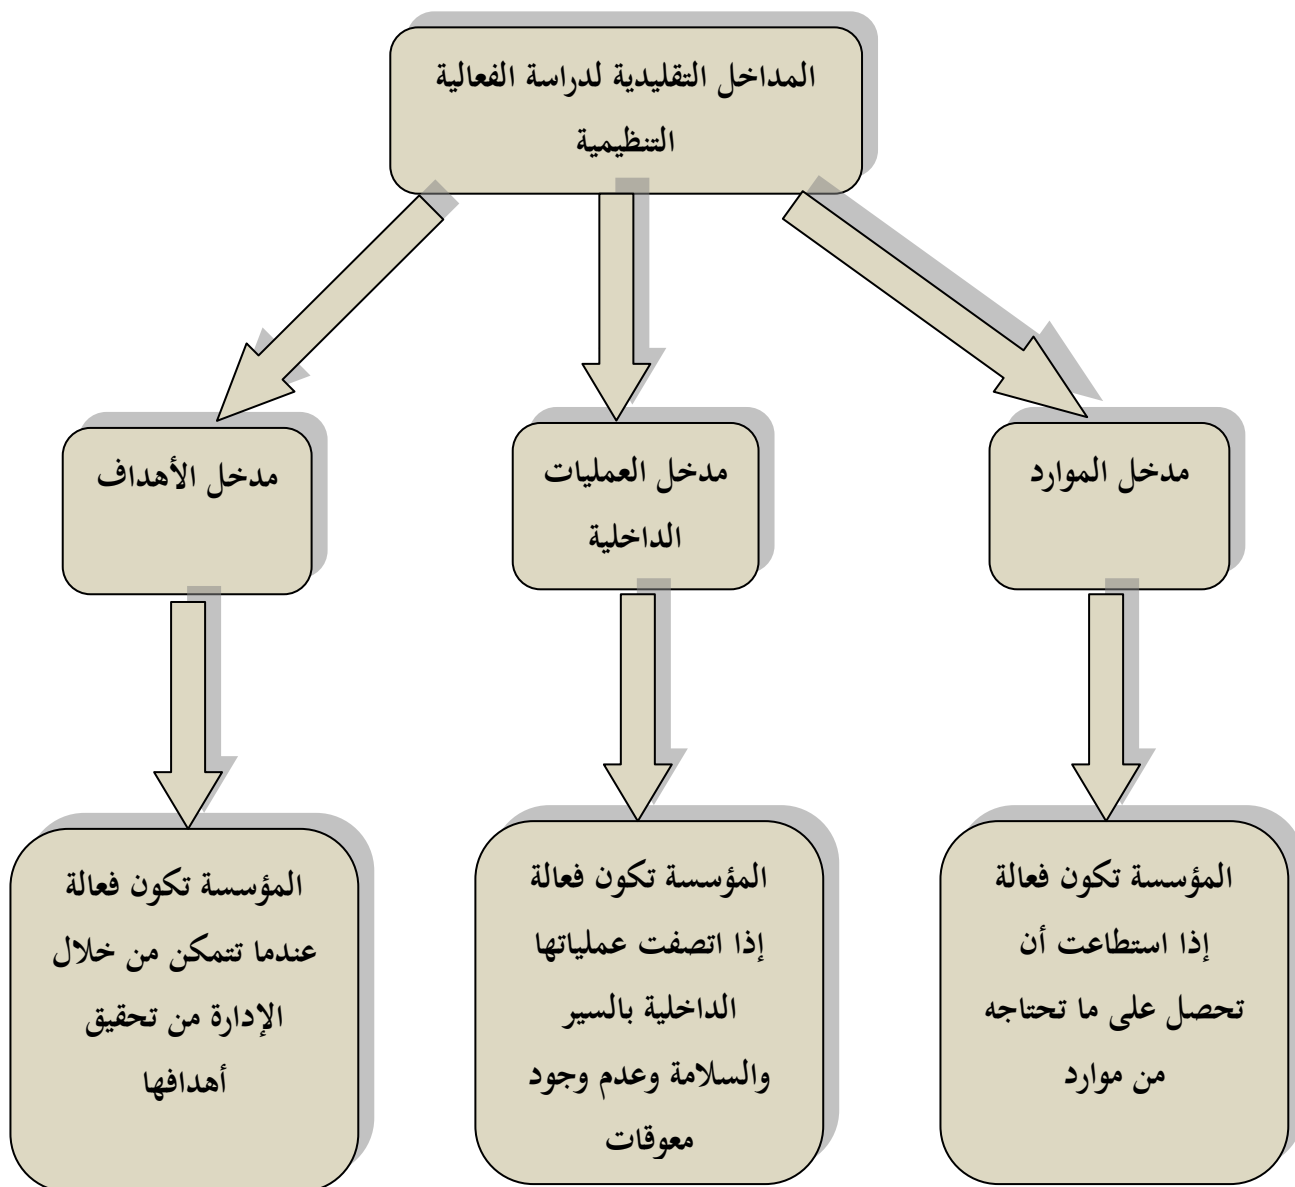 المداخل التقليدية لدراسة الفعالية
التنظيمية
مدخل الموارد
مدخل العمليات
الداخلية
مدخل الأهداف
المؤسسة تكون فعالة
إذا استطاعت أن
تحصل على ما تحتاجه
من موارد
المؤسسة تكون فعالة
إذا اتصفت عملياتها
الداخلية بالسير
والسلامة وعدم وجود
معوقات
المؤسسة تكون فعالة
عندما تتمكن من خلال
الإدارة من تحقيق
أهدافها